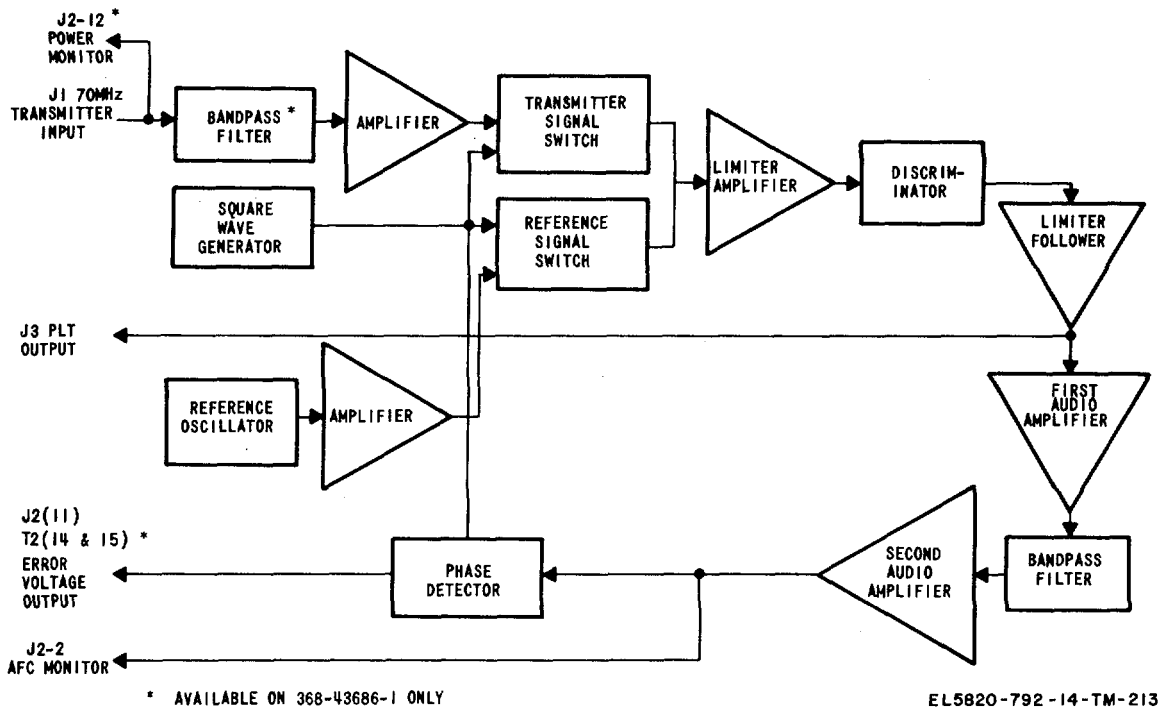 J2-12 *
POWER
MONITOR
J1 70MHz
TRANSMITTER
INPUT
BANDPASS *
FILTER
AMPLIFIER
TRANSMITTER
SIGNAL
SWITCH
LIMITER
AMPLIFIER
DISCRIM-
INATOR
LIMITER
FOLLOWER
SQUARE
WAVE
GENERATOR
REFERENCE
SIGNAL
SWITCH
J3 PLT
OUTPUT
REFERENCE
OSCILLATOR
AMPLIFIER
FIRST
AUDIO
AMPLIFIER
J2(11)
T2(14 & 15) *
ERROR
VOLTAGE
OUTPUT
PHASE
DETECTOR
SECOND
AUDIO
AMPLIFIER
BANDPASS
FILTER
J2-2
AFC MONITOR
* AVAILABLE ON 368-43686-1 ONLY
EL5820-792-14-TM-213